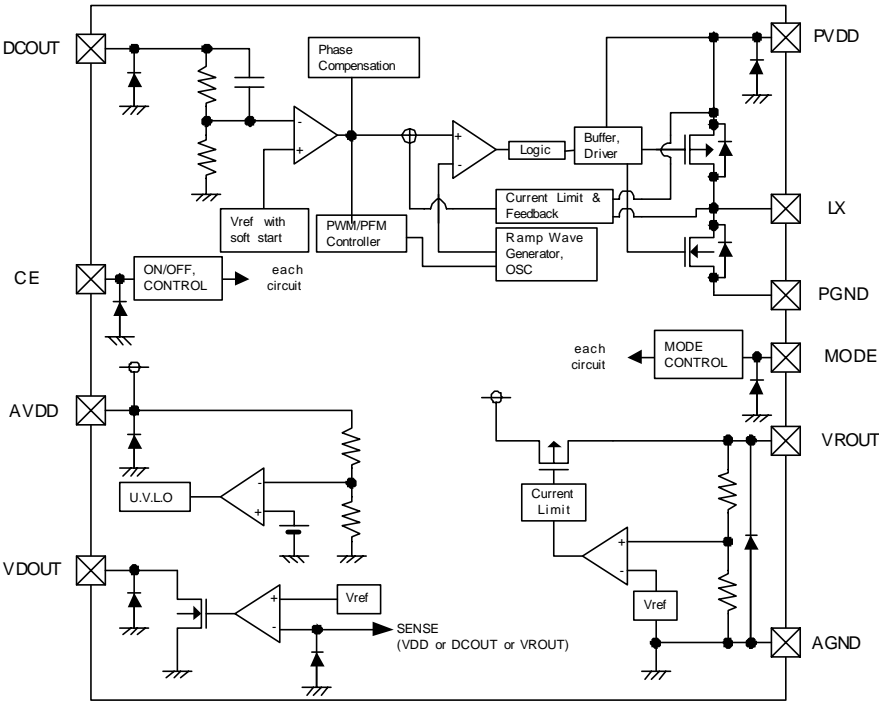 DCOUT
PVDD
Phase
Compensation
-
+
+
-
Logic
Buffer,
Driver
Vref with
soft start
PWM/PFM
Controller
Current Limit &
Feedback
Ramp Wave
Generator,
OSC
LX
CE
ON/OFF,
CONTROL
each
circuit
PGND
each
circuit
MODE
CONTROL
MODE
AVDD
U.V.L.O
-
+
VROUT
Current
Limit
+
-
Vref
AGND
VDOUT
+
-
Vref
SENSE
(VDD or DCOUT or VROUT)